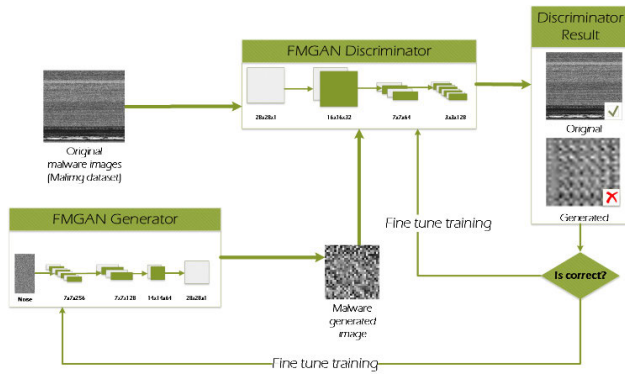 FMGAN Discriminator
28x28x1
16x16x32
7x7x64
3x3x128
Discriminator
Result
Original
Generated
Original
malware images
(Malimg dataset)
FMGAN Generator
Noise
7x7x256
7x7x128
14x14x64
28x28x1
Malware
generated
image
Fine tune training
Is correct?
Fine tune training